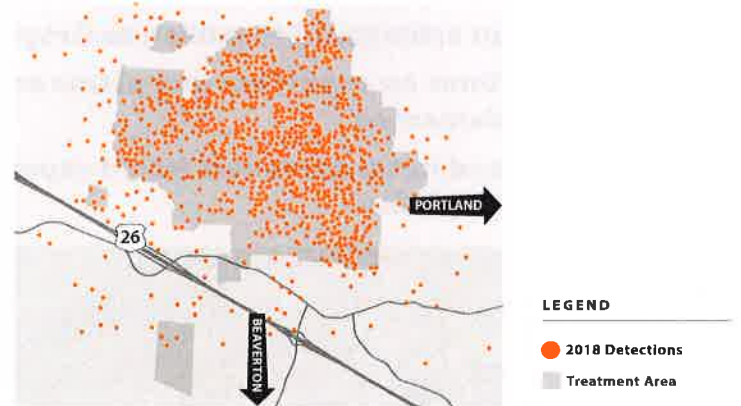 PORTLAND
26
BEAVERTON
LEGEND
2018 Detections
Treatment Area